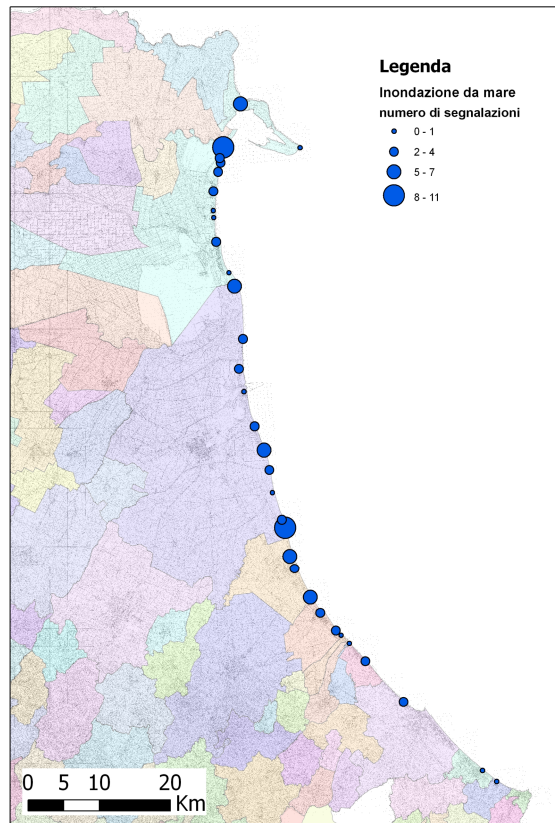 Legenda
Inondazione da mare
numero di segnalazioni
0 - 1
2 - 4
5 - 7
8 - 11
0 5 10 20
Km